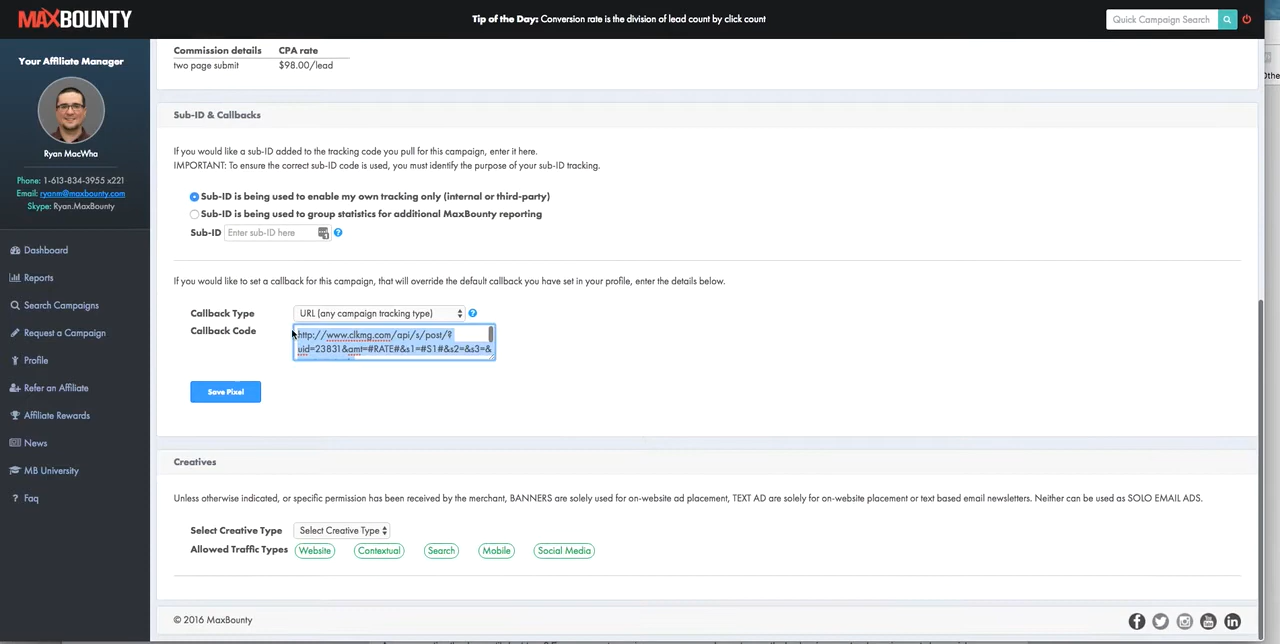 MAXBOUNTY
Tip of the Day: Conversion rate is the division of lead count by click count
Quick Campaign Search
Your Affiliate Manager
Ryan MacWha
Phone: 1-613-834-3955 x221
Email: ryanm@maxbounty.com
Skype: Ryan.MaxBounty
Dashboard
Reports
Search Campaigns
Request a Campaign
Profile
Refer an Affiliate
Affiliate Rewards
News
MB University
? Faq
Commission details CPA rate
two page submit $98.00/lead
Sub-ID & Callbacks
If you would like a sub-ID added to the tracking code you pull for this campaign, enter it here.
IMPORTANT: To ensure the correct sub-ID code is used, you must identify the purpose of your sub-ID tracking.
Sub-ID is being used to enable my own tracking only (internal or third-party)
Sub-ID is being used to group statistics for additional MaxBounty reporting
Sub-ID Enter sub-ID here ?
If you would like to set a callback for this campaign, that will override the default callback you have set in your profile, enter the details below.
Callback Type URL (any campaign tracking type) ?
Callback Code http://www.clkmg.com/api/s/post/?
uid=23831&amt=#RATE#&s1=#S1#&s2=&s3=&
Save Pixel
Creatives
Unless otherwise indicated, or specific permission has been received by the merchant, BANNERS are solely used for on-website ad placement, TEXT AD are solely for on-website placement or text based email newsletters. Neither can be used as SOLO EMAIL ADS.
Select Creative Type Select Creative Type
Allowed Traffic Types Website Contextual Search Mobile Social Media
© 2016 MaxBounty